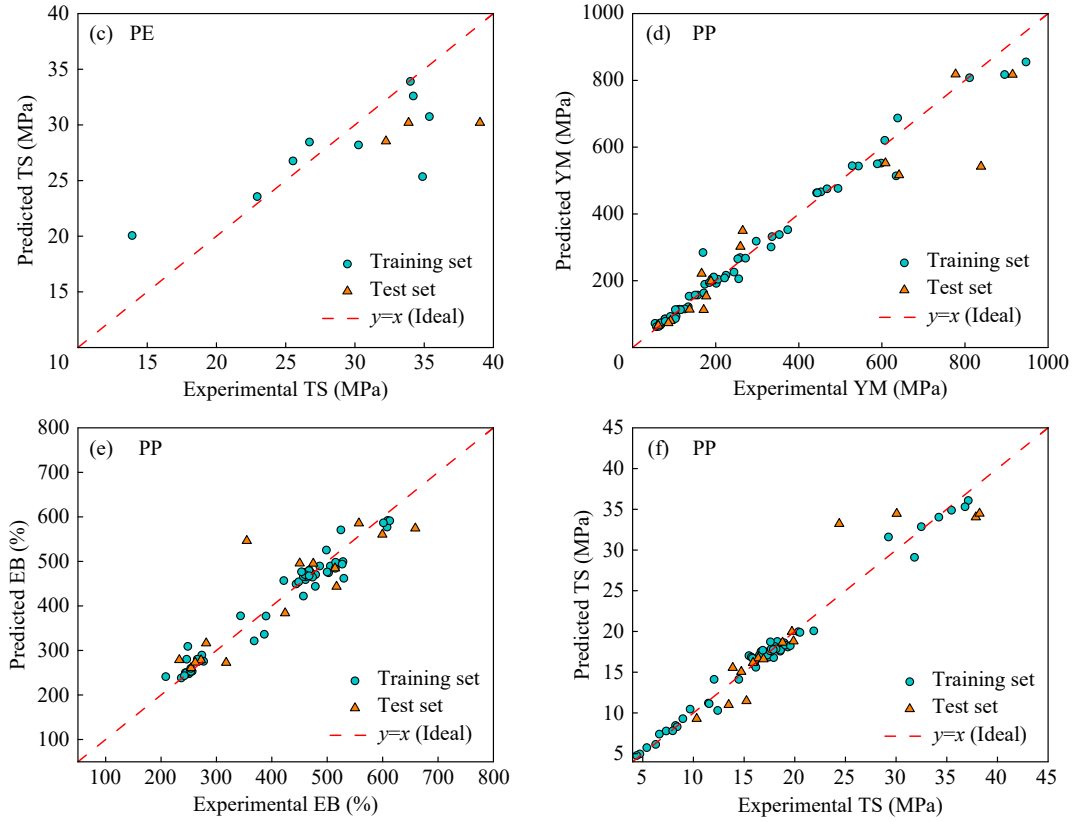 (c) PE
40
35
30
25
20
15
10
15
20
25
30
35
40
Predicted TS (MPa)
Experimental TS (MPa)
Training set
Test set
y=x (Ideal)
(d) PP
1000
800
600
400
200
0
200
400
600
800
1000
Predicted YM (MPa)
Experimental YM (MPa)
Training set
Test set
y=x (Ideal)
(e) PP
800
700
600
500
400
300
200
100
100
200
300
400
500
600
700
800
Predicted EB (%)
Experimental EB (%)
Training set
Test set
y=x (Ideal)
(f) PP
45
40
35
30
25
20
15
10
5
5
10
15
20
25
30
35
40
45
Predicted TS (MPa)
Experimental TS (MPa)
Training set
Test set
y=x (Ideal)